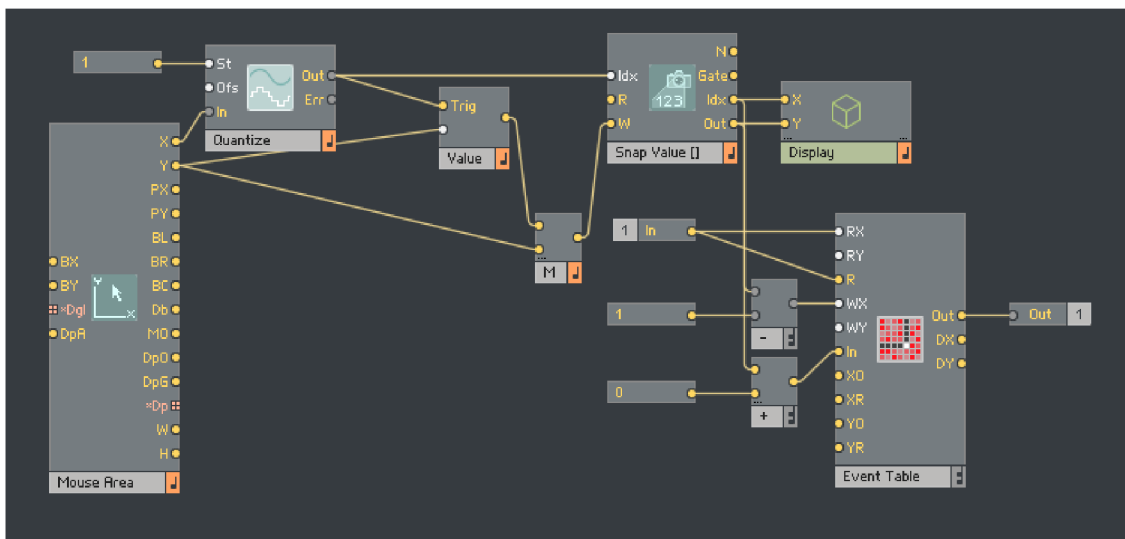 1
St
Ofs
In
Out
Err
Quantize
X
Y
PX
PY
BL
BR
BC
Db
MO
DpO
DpG
×Dp
W
H
BX
BY
×Dgl
DpA
Y
X
Mouse Area
Trig
Value
...
M
Idx
R
W
N
Gate
Idx
Out
123
Snap Value []
X
Y
...
...
Display
1 In
1
-
0
...
+
RX
RY
R
WX
WY
In
XO
XR
YO
YR
Out
DX
DY
Event Table
Out 1